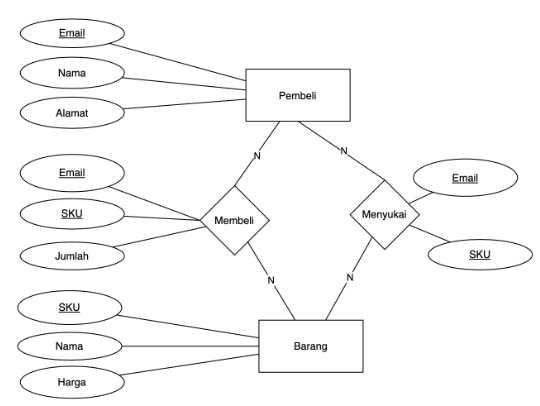 Email
Nama
Pembeli
Alamat
N
N
Email
Email
SKU
Membeli
Menyukai
Jumlah
SKU
N
N
SKU
Nama
Barang
Harga